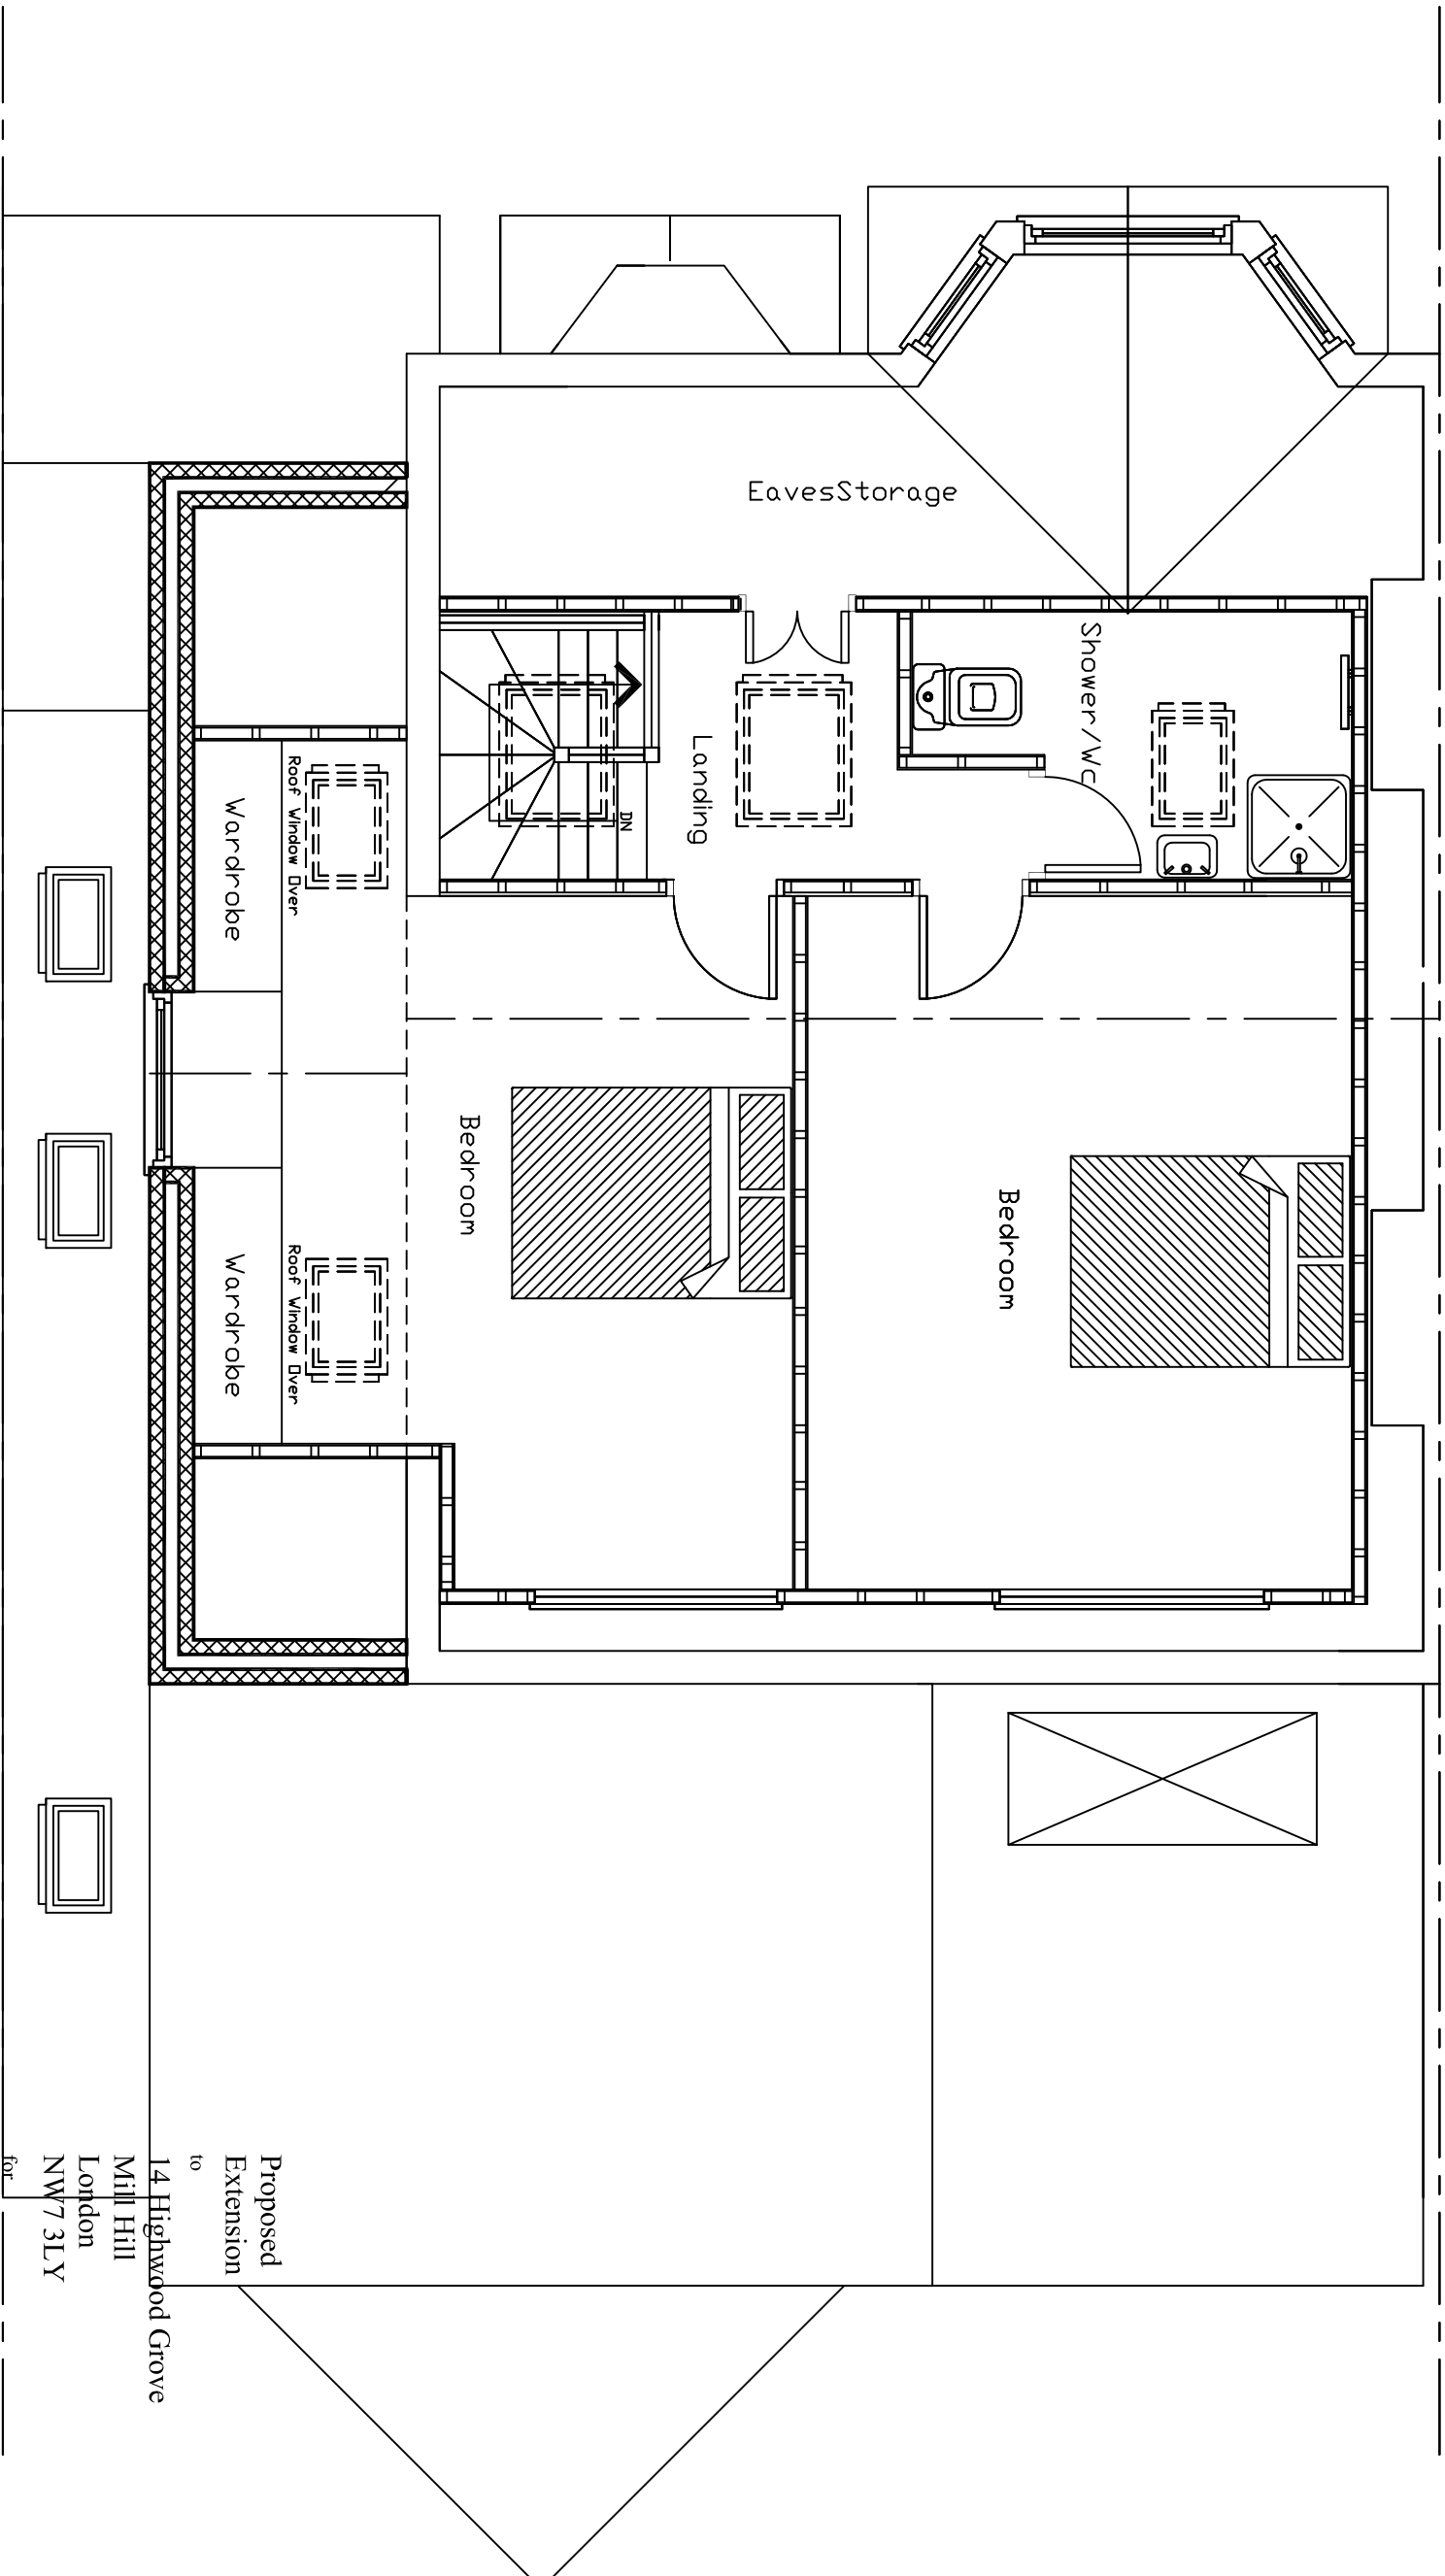 EavesStorage
Shower/Wc
Landing
DN
Roof Window Over
Wardrobe
Bedroom
Bedroom
Roof Window Over
Wardrobe
Proposed
Extension
to
14 Highwood Grove
Mill Hill
London
NW7 3LY
for